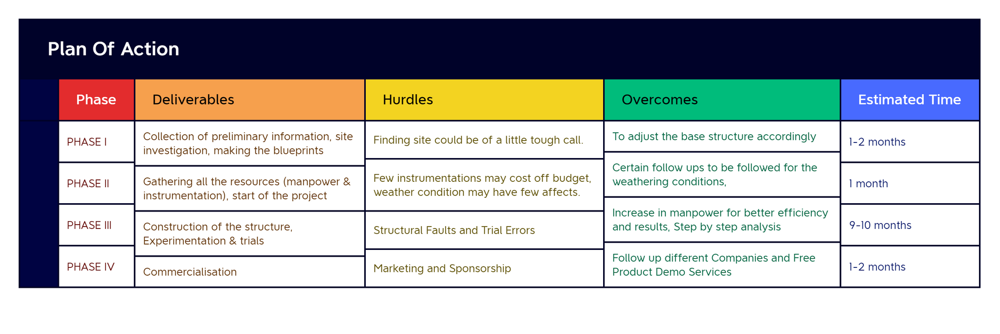 Plan Of Action
Phase
Deliverables
Hurdles
Overcomes
Estimated Time
PHASE I
Collection of preliminary information, site
investigation, making the blueprints
Finding site could be of a little tough call.
To adjust the base structure accordingly
1-2 months
PHASE II
Gathering all the resources (manpower &
instrumentation), start of the project
Few instrumentations may cost off budget,
weather condition may have few affects.
Certain follow ups to be followed for the
weathering conditions,
1 month
PHASE III
Construction of the structure,
Experimentation & trials
Structural Faults and Trial Errors
Increase in manpower for better efficiency
and results, Step by step analysis
9-10 months
PHASE IV
Commercialisation
Marketing and Sponsorship
Follow up different Companies and Free
Product Demo Services
1-2 months